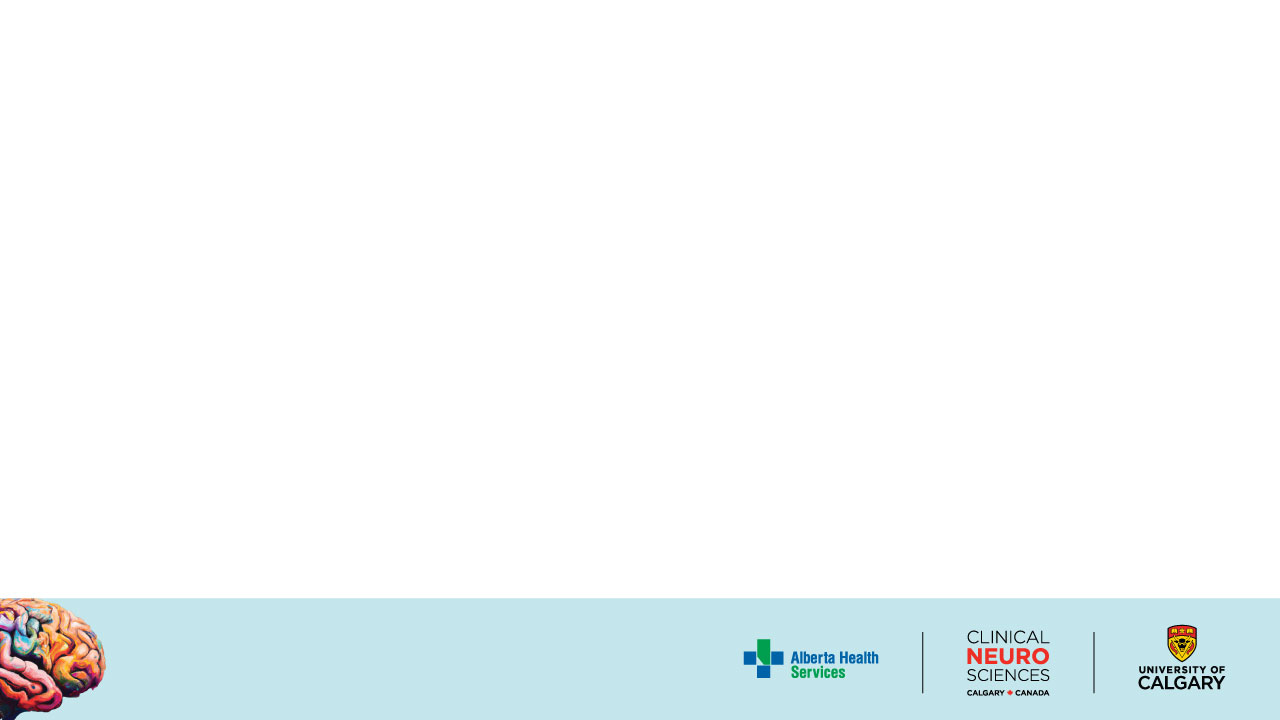 Alberta Health
Services
CLINICAL
NEURO
SCIENCES
CALGARY CANADA
UNIVERSITY OF
CALGARY